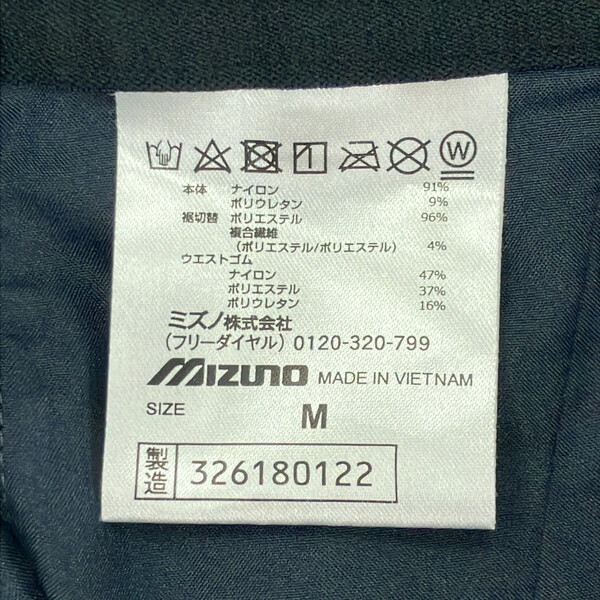 W
本体 ナイロン 91%
ポリウレタン 9%
裾切替 ポリエステル 96%
複合繊維
(ポリエステル/ポリエステル) 4%
ウエストゴム
ナイロン 47%
ポリエステル 37%
ポリウレタン 16%
ミズノ株式会社
(フリーダイヤル) 0120-320-799
MIZUNO MADE IN VIETNAM
SIZE M
製造 326180122